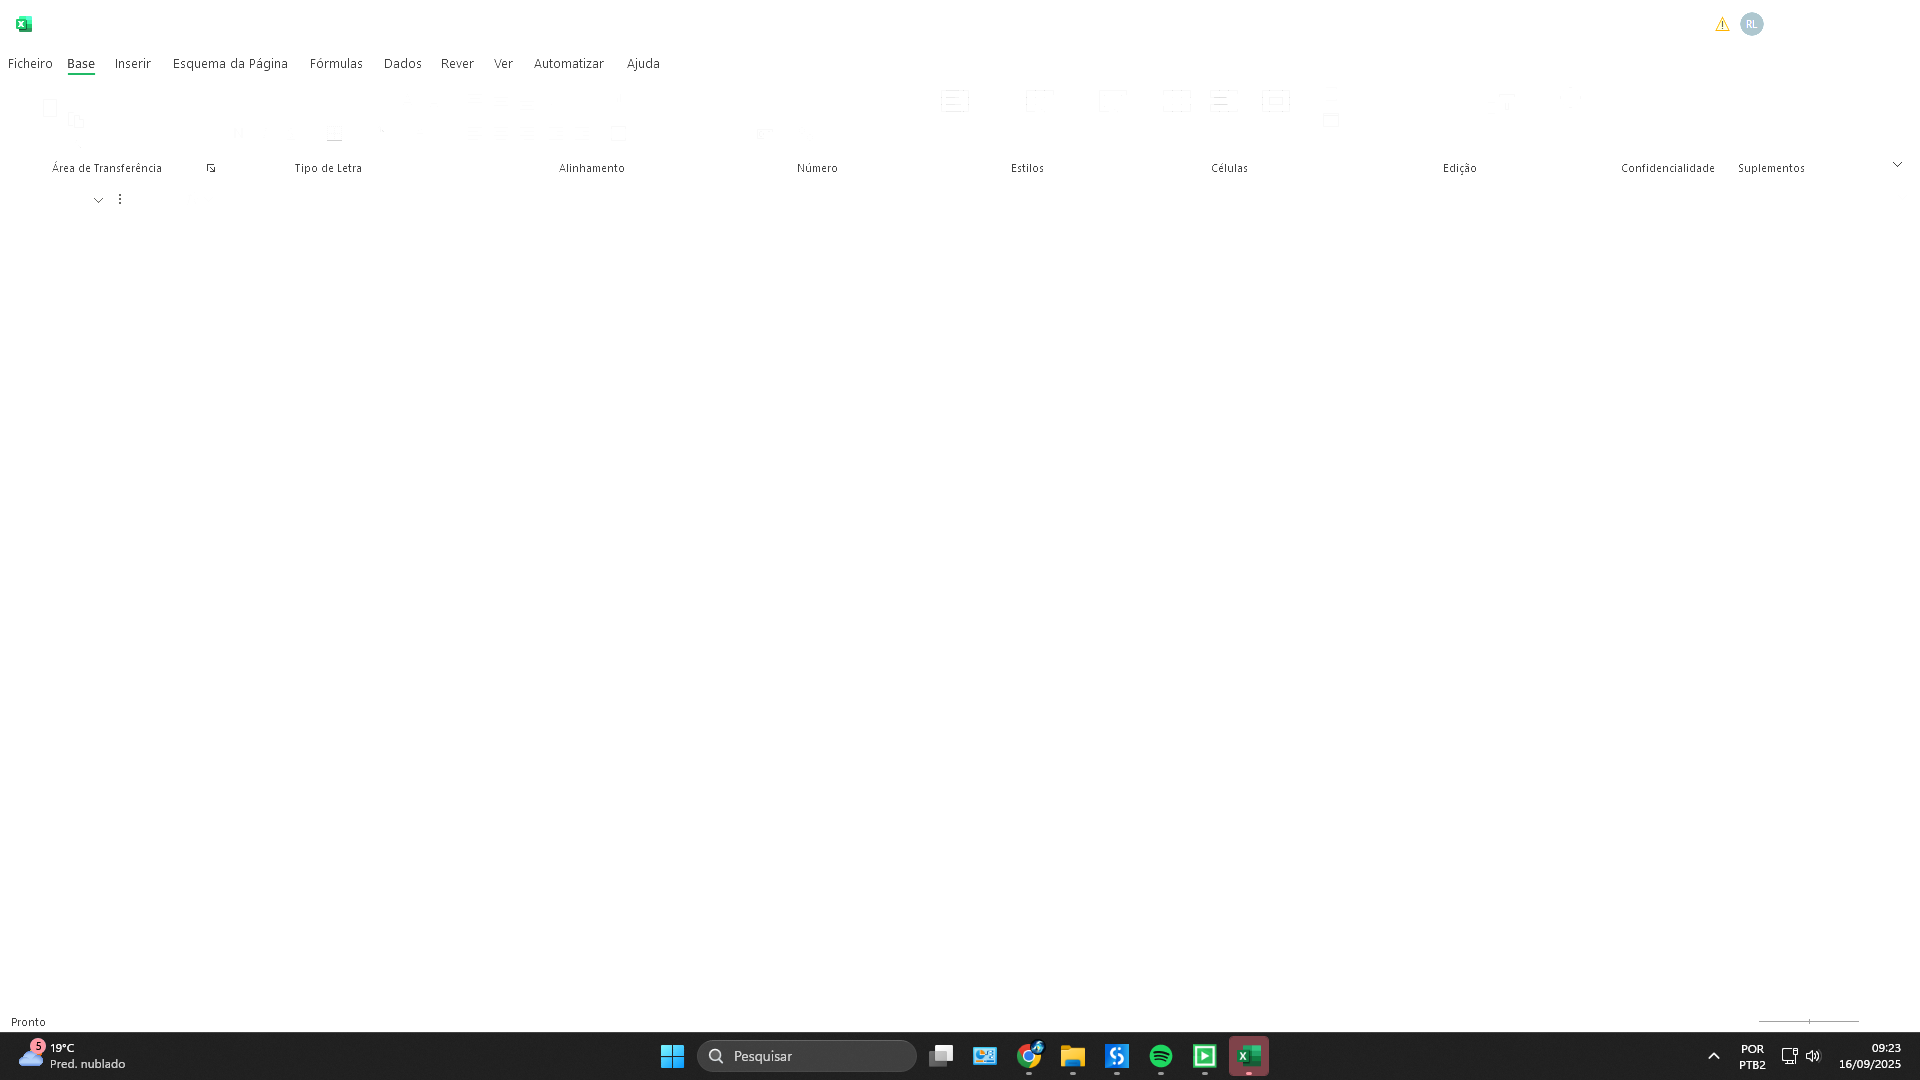 RL
Ficheiro Base Inserir Esquema da Página Fórmulas Dados Rever Ver Automatizar Ajuda
Área de Transferência Tipo de Letra Alinhamento Número Estilos Células Edição Confidencialidade Suplementos
Pronto
5 19°C
Pred. nublado
Pesquisar
POR
PTB2
09:23
16/09/2025